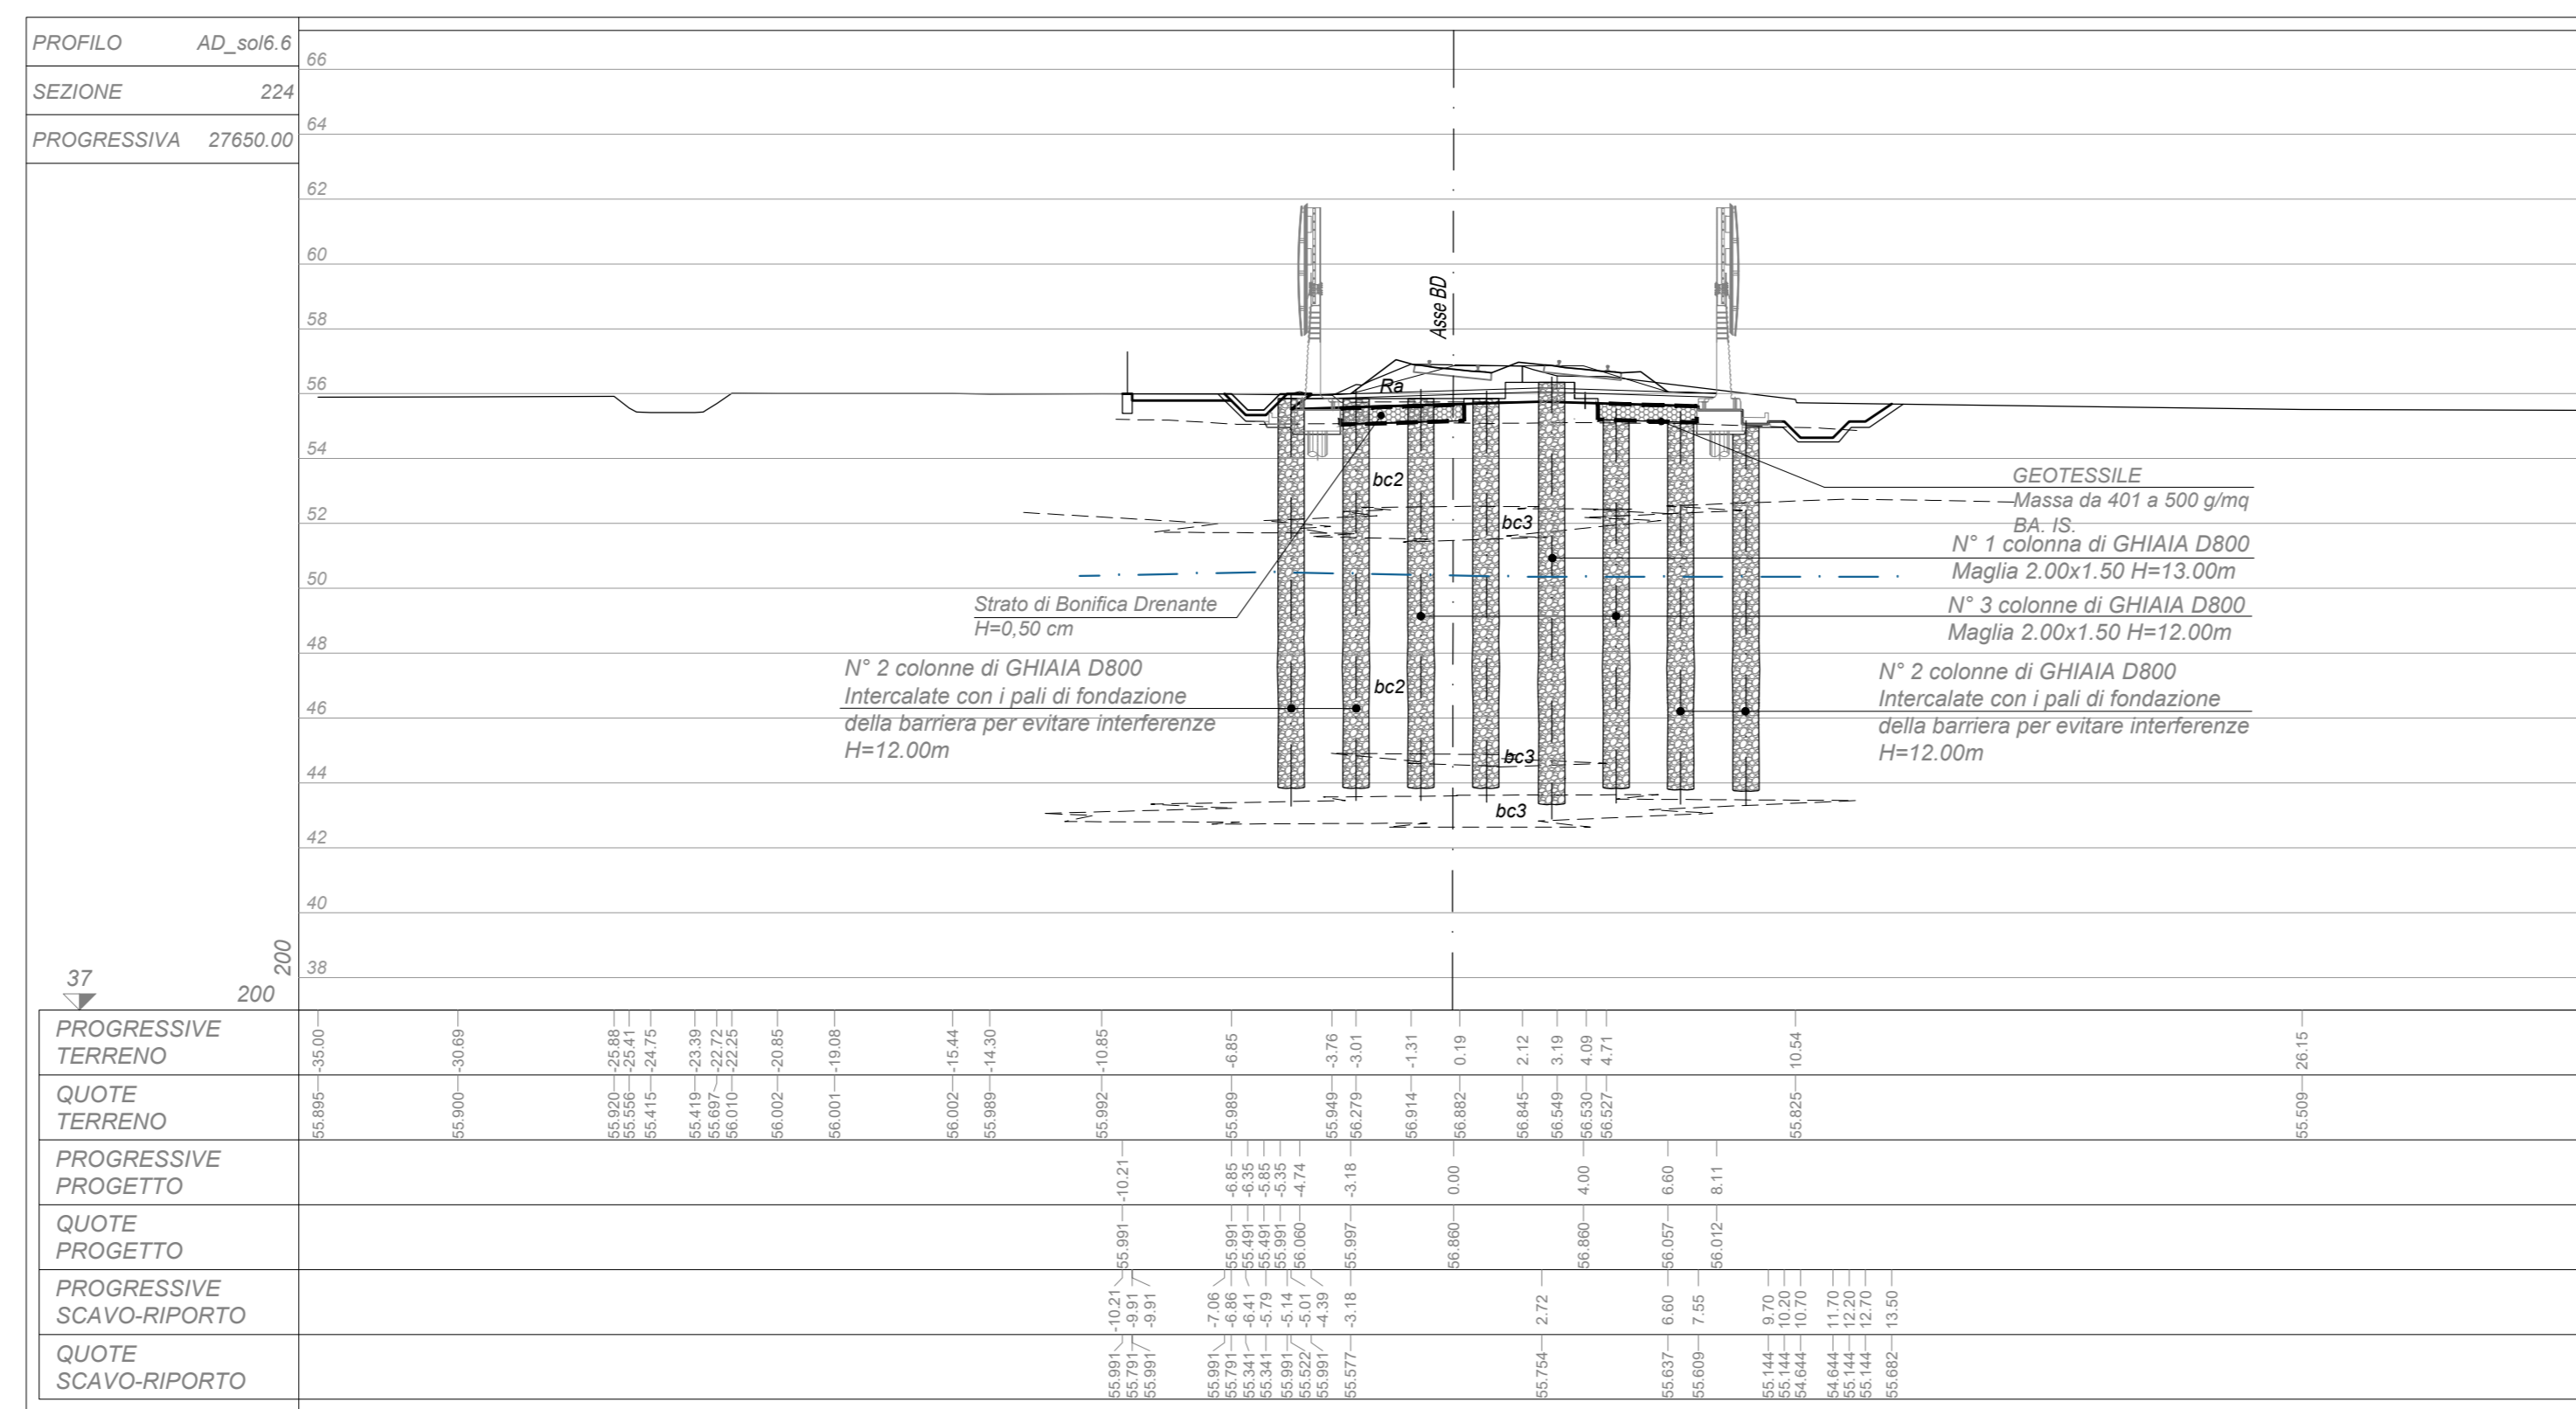 PROFILO AD_sol6.6
SEZIONE 224
PROGRESSIVA 27650.00
66
64
62
60
58
56
54
52
50
48
46
44
42
40
38
Asse BD
Ra
bc2
bc3
bc2
bc3
bc3
GEOTESSILE
Massa da 401 a 500 g/mq
BA. IS.
N° 1 colonna di GHIAIA D800
Maglia 2.00x1.50 H=13.00m
N° 3 colonne di GHIAIA D800
Maglia 2.00x1.50 H=12.00m
N° 2 colonne di GHIAIA D800
Intercalate con i pali di fondazione
della barriera per evitare interferenze
H=12.00m
Strato di Bonifica Drenante
H=0,50 cm
N° 2 colonne di GHIAIA D800
Intercalate con i pali di fondazione
della barriera per evitare interferenze
H=12.00m
37
200
200
PROGRESSIVE
TERRENO
-35.00 -30.69 -25.88 -25.41 -24.75 -23.39 -22.72 -22.25 -20.85 -19.08 -15.44 -14.30 -10.85 -6.85 -3.76 -3.01 -1.31 0.19 2.12 3.19 4.09 4.71 10.54 26.15
QUOTE
TERRENO
55.895 55.900 55.920 55.556 55.415 55.419 55.697 56.010 56.002 56.001 56.002 55.989 55.992 55.989 55.949 56.279 56.914 56.882 56.845 56.549 56.530 56.527 55.825 55.509
PROGRESSIVE
PROGETTO
-10.21 -6.85 -6.35 -5.85 -5.35 -4.74 -3.18 0.00 4.00 6.60 8.11
QUOTE
PROGETTO
55.991 55.991 55.491 55.491 55.991 56.060 55.997 56.860 56.860 56.057 56.012
PROGRESSIVE
SCAVO-RIPORTO
-10.21 -9.91 -9.91 -7.06 -6.86 -6.41 -5.79 -5.14 -5.01 -4.39 -3.18 2.72 6.60 7.55 9.70 10.20 10.70 11.70 12.20 12.70 13.50
QUOTE
SCAVO-RIPORTO
55.991 55.791 55.991 55.991 55.791 55.341 55.341 55.991 55.522 55.991 55.577 55.754 55.637 55.609 55.144 55.144 54.644 54.644 55.144 55.144 55.682